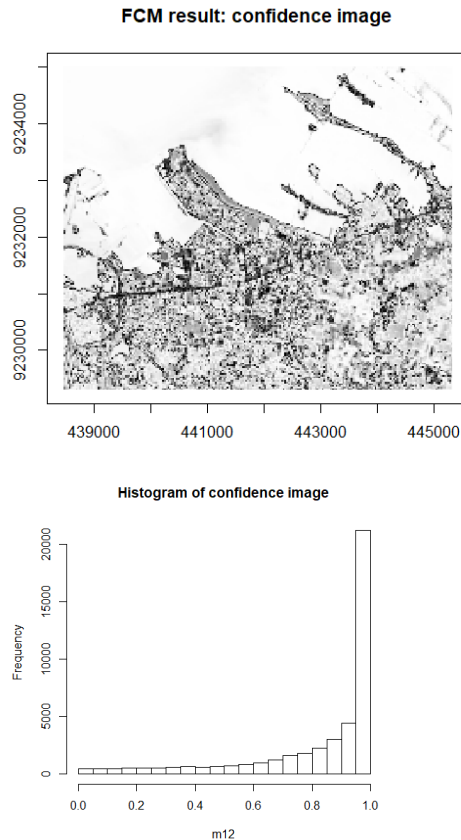 FCM result: confidence image
9234000
9232000
9230000
439000 441000 443000 445000
Histogram of confidence image
20000
15000
10000
5000
0
Frequency
0.0 0.2 0.4 0.6 0.8 1.0
m12